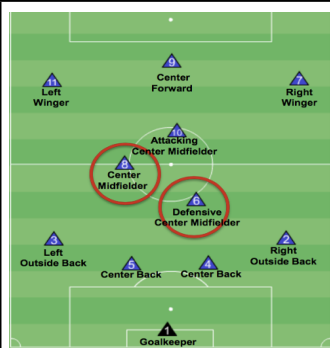 9
Center
Forward
11
Left
Winger
7
Right
Winger
10
Attacking
Center Midfielder
8
Center
Midfielder
6
Defensive
Center Midfielder
3
Left
Outside Back
2
Right
Outside Back
5
Center Back
4
Center Back
1
Goalkeeper